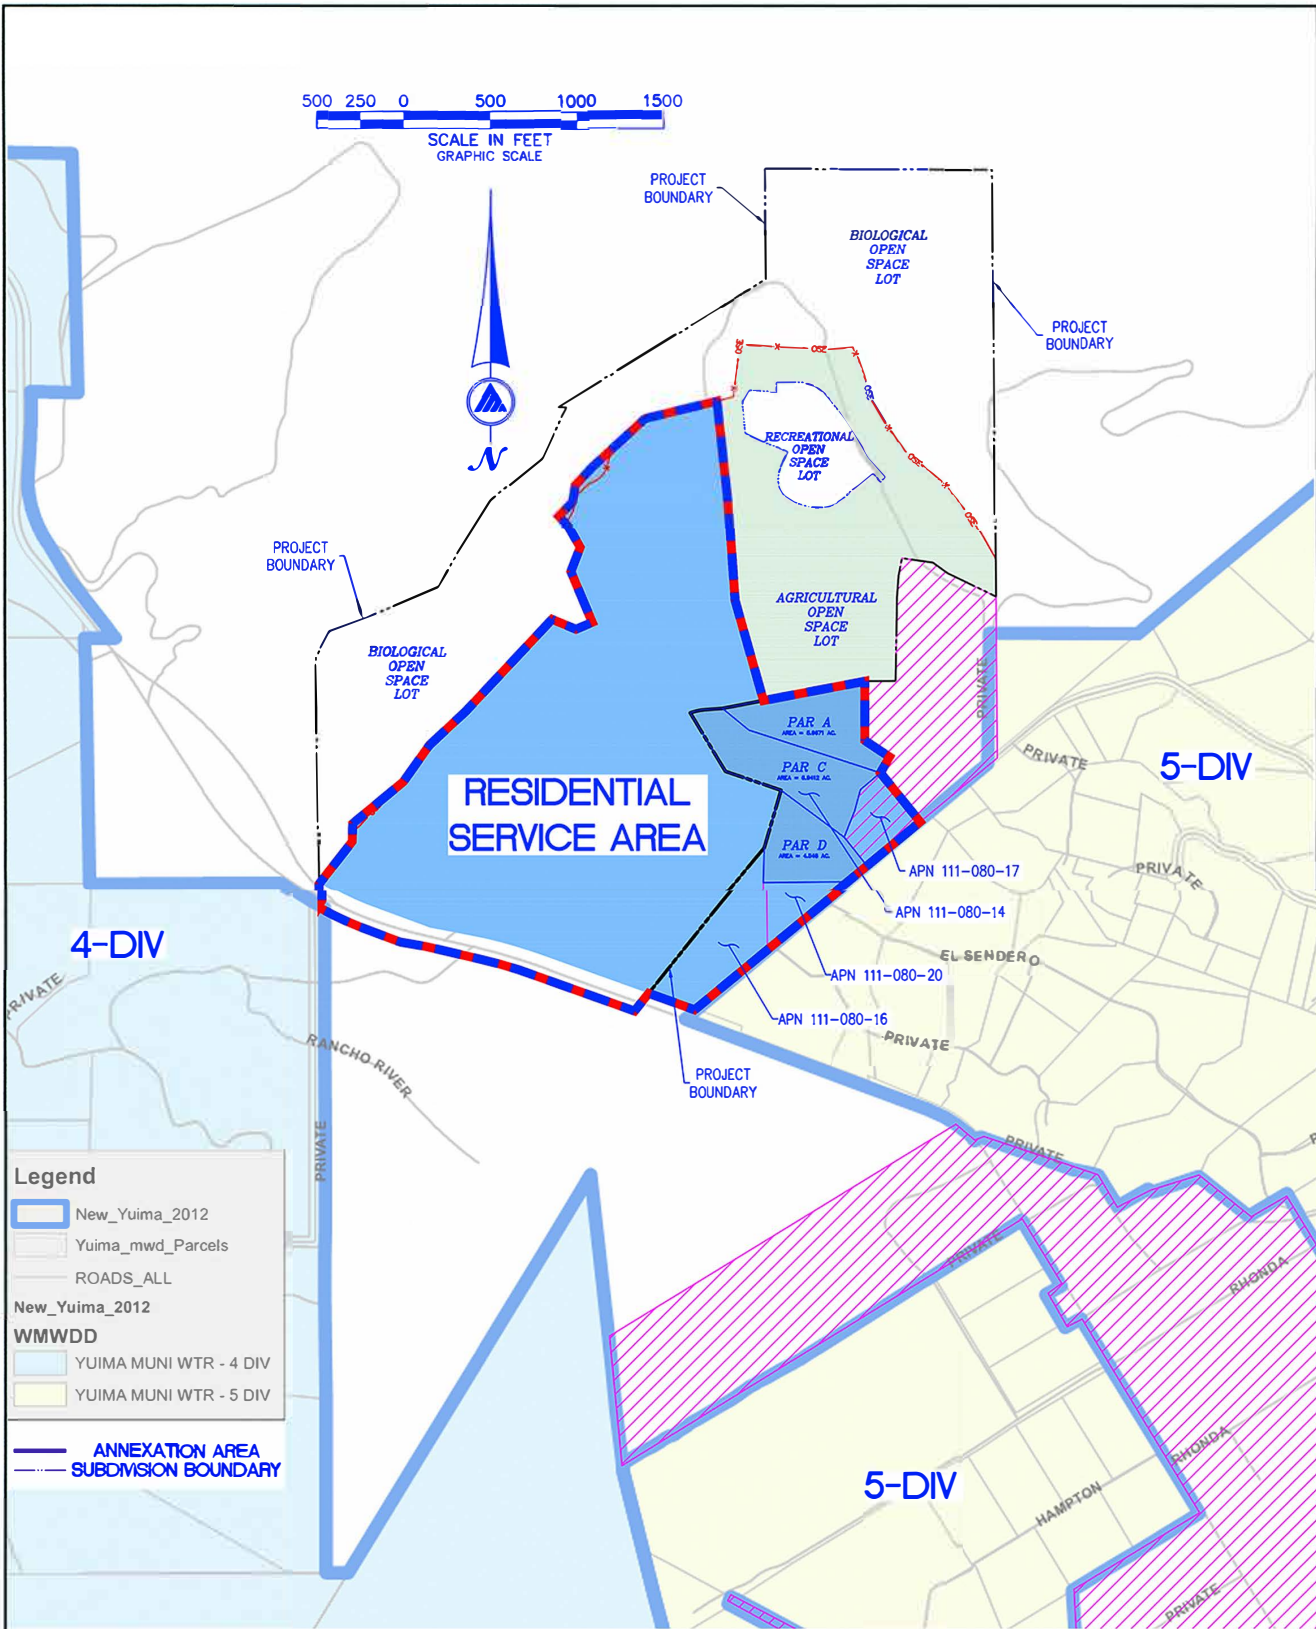 500 250 0 500 1000 1500
SCALE IN FEET
GRAPHIC SCALE
N
PROJECT
BOUNDARY
BIOLOGICAL
OPEN
SPACE
LOT
PROJECT
BOUNDARY
OSE
OSE
OSE
OSE
OSE
RECREATIONAL
OPEN
SPACE
LOT
PROJECT
BOUNDARY
AGRICULTURAL
OPEN
SPACE
LOT
BIOLOGICAL
OPEN
SPACE
LOT
PRIVATE
PAR A
PRIVATE
5-DIV
PAR C
RESIDENTIAL
SERVICE AREA
PAR D
APN 111-080-17
PRIVATE
APN 111-080-14
4-DIV
EL SENDERO
APN 111-080-20
PRIVATE
APN 111-080-16
PRIVATE
RANCHO RIVER
PROJECT
BOUNDARY
PRIVATE
PRIVATE
PRIVATE
RHONDA
RHONDA
5-DIV
HAMPTON
PRIVATE
Legend
New_Yuima_2012
Yuima_mwd_Parcels
ROADS_ALL
New_Yuima_2012
WMWDD
YUIMA MUNI WTR - 4 DIV
YUIMA MUNI WTR - 5 DIV
ANNEXATION AREA
SUBDIVISION BOUNDARY